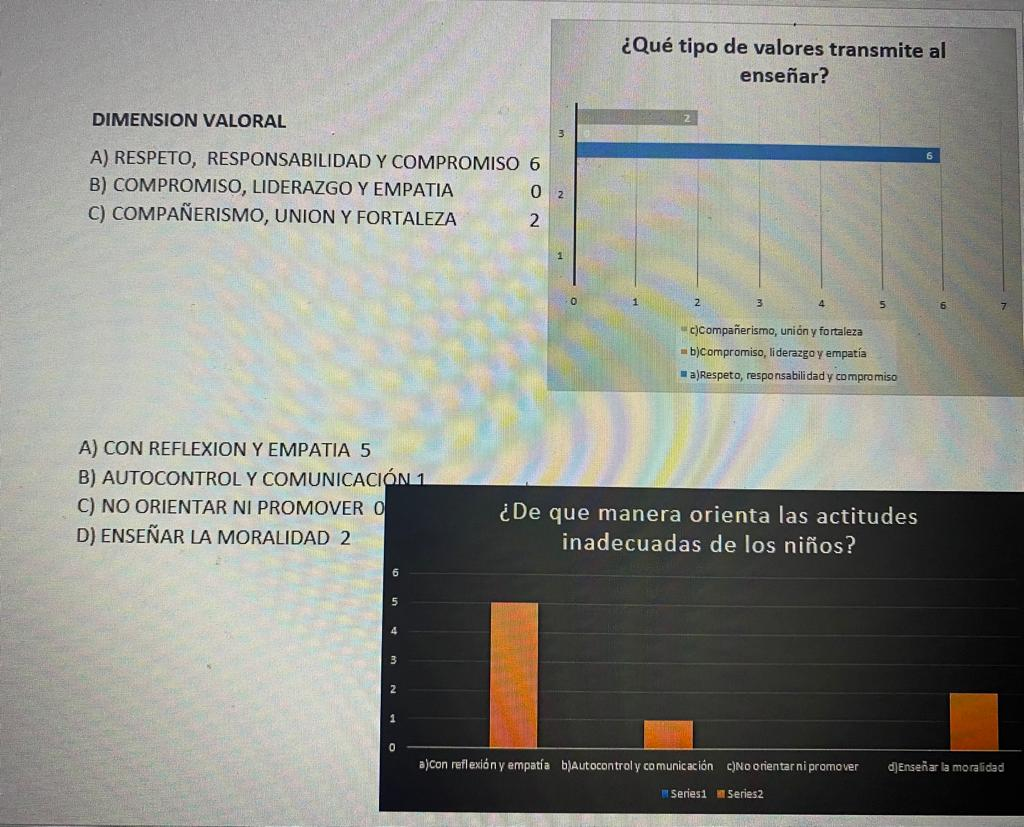 ¿Qué tipo de valores transmite al
enseñar?
DIMENSION VALORAL
A) RESPETO, RESPONSABILIDAD Y COMPROMISO 6
B) COMPROMISO, LIDERAZGO Y EMPATIA 0
C) COMPAÑERISMO, UNION Y FORTALEZA 2
2
3
0
6
2
1
0 1 2 3 4 5 6 7
c)Compañerismo, unión y fortaleza
b)Compromiso, liderazgo y empatía
a)Respeto, responsabilidad y compromiso
A) CON REFLEXION Y EMPATIA 5
B) AUTOCONTROL Y COMUNICACIÓN 1
C) NO ORIENTAR NI PROMOVER 0
D) ENSEÑAR LA MORALIDAD 2
¿De que manera orienta las actitudes
inadecuadas de los niños?
6
5
4
3
2
1
0
a)Con reflexión y empatía b)Autocontrol y comunicación c)No orientar ni promover d)Enseñar la moralidad
Series1 Series2